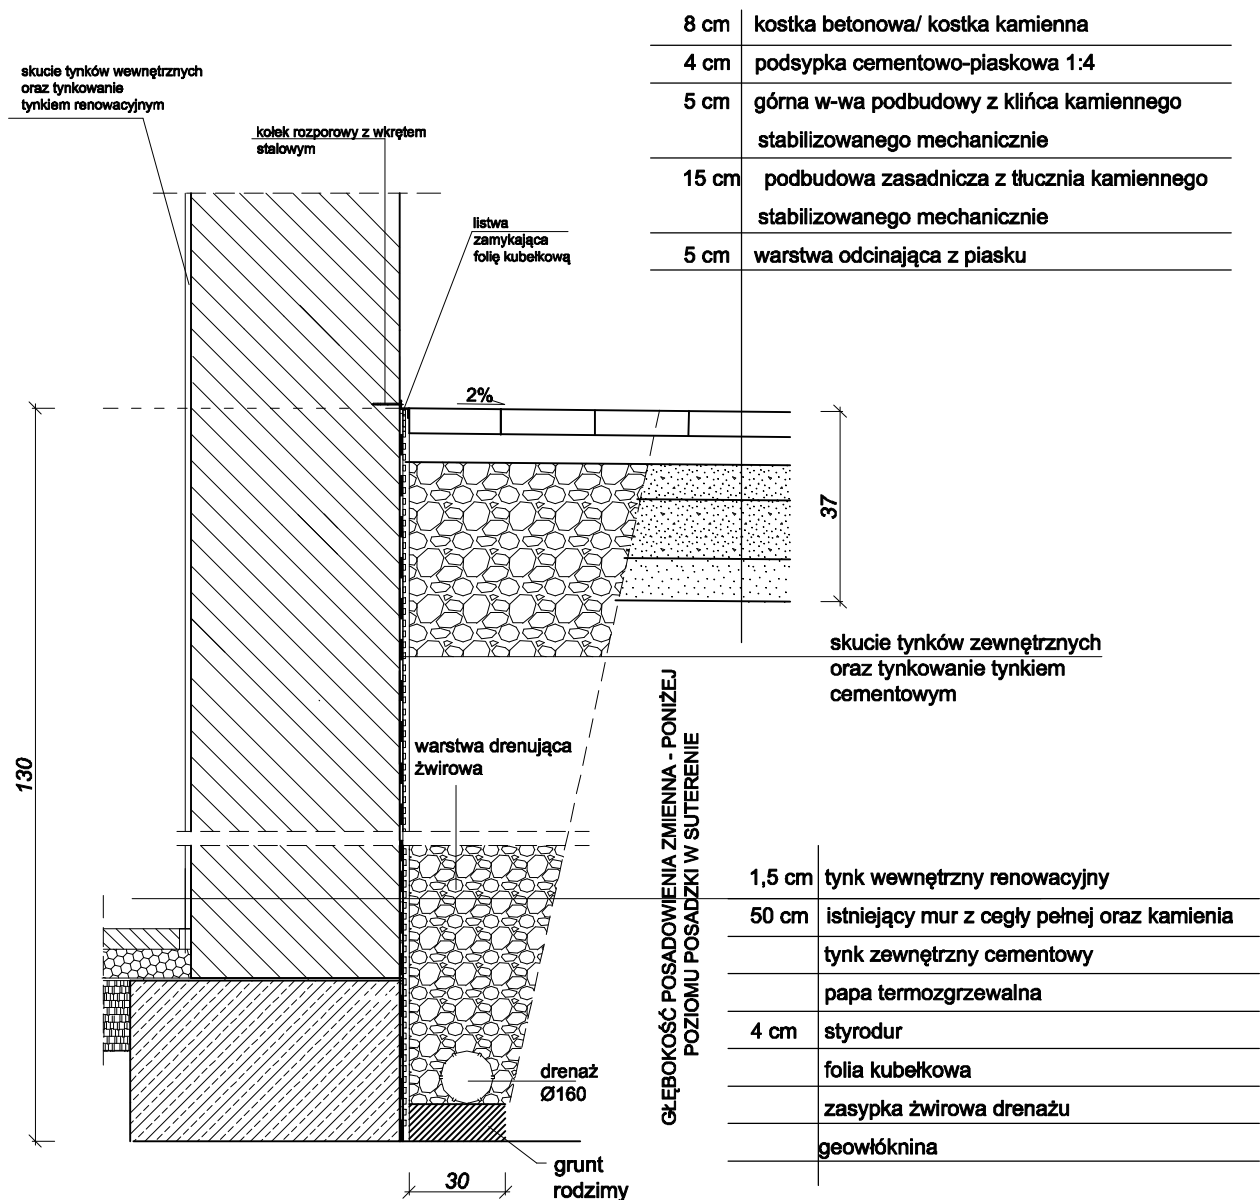 8 cm kostka betonowa/ kostka kamienna
4 cm podsypka cementowo-piaskowa 1:4
5 cm górna w-wa podbudowy z klińca kamiennego
stabilizowanego mechanicznie
15 cm podbudowa zasadnicza z tłucznia kamiennego
stabilizowanego mechanicznie
5 cm warstwa odcinająca z piasku
skucie tynków wewnętrznych
oraz tynkowanie
tynkiem renowacyjnym
kołek rozporowy z wkrętem
stalowym
listwa
zamykająca
folię kubełkową
2%
37
130
skucie tynków zewnętrznych
oraz tynkowanie tynkiem
cementowym
GŁĘBOKOŚĆ POSADOWIENIA ZMIENNA - PONIŻEJ
POZIOMU POSADZKI W SUTERENIE
warstwa drenująca
żwirowa
1,5 cm tynk wewnętrzny renowacyjny
50 cm istniejący mur z cegły pełnej oraz kamienia
tynk zewnętrzny cementowy
papa termozgrzewalna
4 cm styrodur
folia kubełkowa
zasypka żwirowa drenażu
geowłóknina
drenaż
Ø160
grunt
rodzimy
30